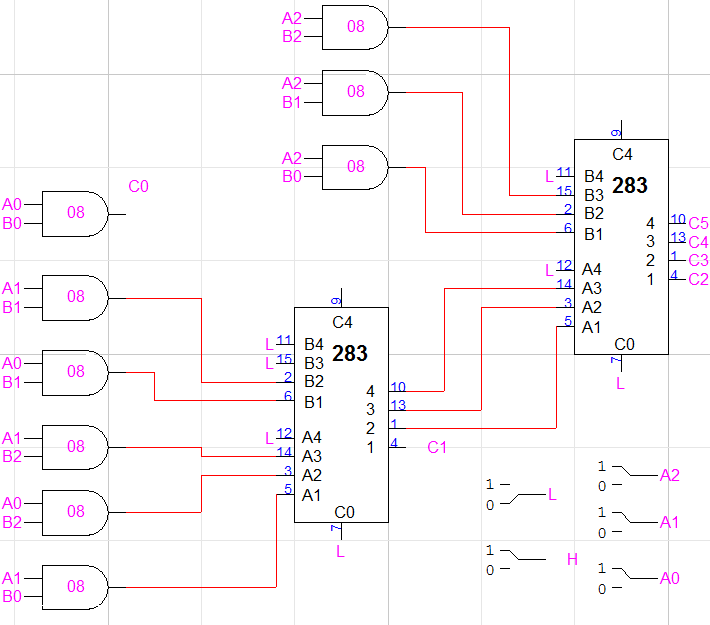 A2
B2
08
A2
B1
08
A2
B0
08
C0
A0
B0
08
A1
B1
08
A0
B1
08
A1
B2
08
A0
B2
08
A1
B0
08
9
C4
283
L 11 B4
L 15 B3
2 B2
6 B1
L 12 A4
14 A3
3 A2
5 A1
4 10
3 13
2 1
1 4 C1
C0
7
L
9
C4
283
L 11 B4
15 B3
2 B2
6 B1
L 12 A4
14 A3
3 A2
5 A1
4 10 C5
3 13 C4
2 1 C3
1 4 C2
C0
7
L
1
0 L
1
0 H
1
0 A2
1
0 A1
1
0 A0